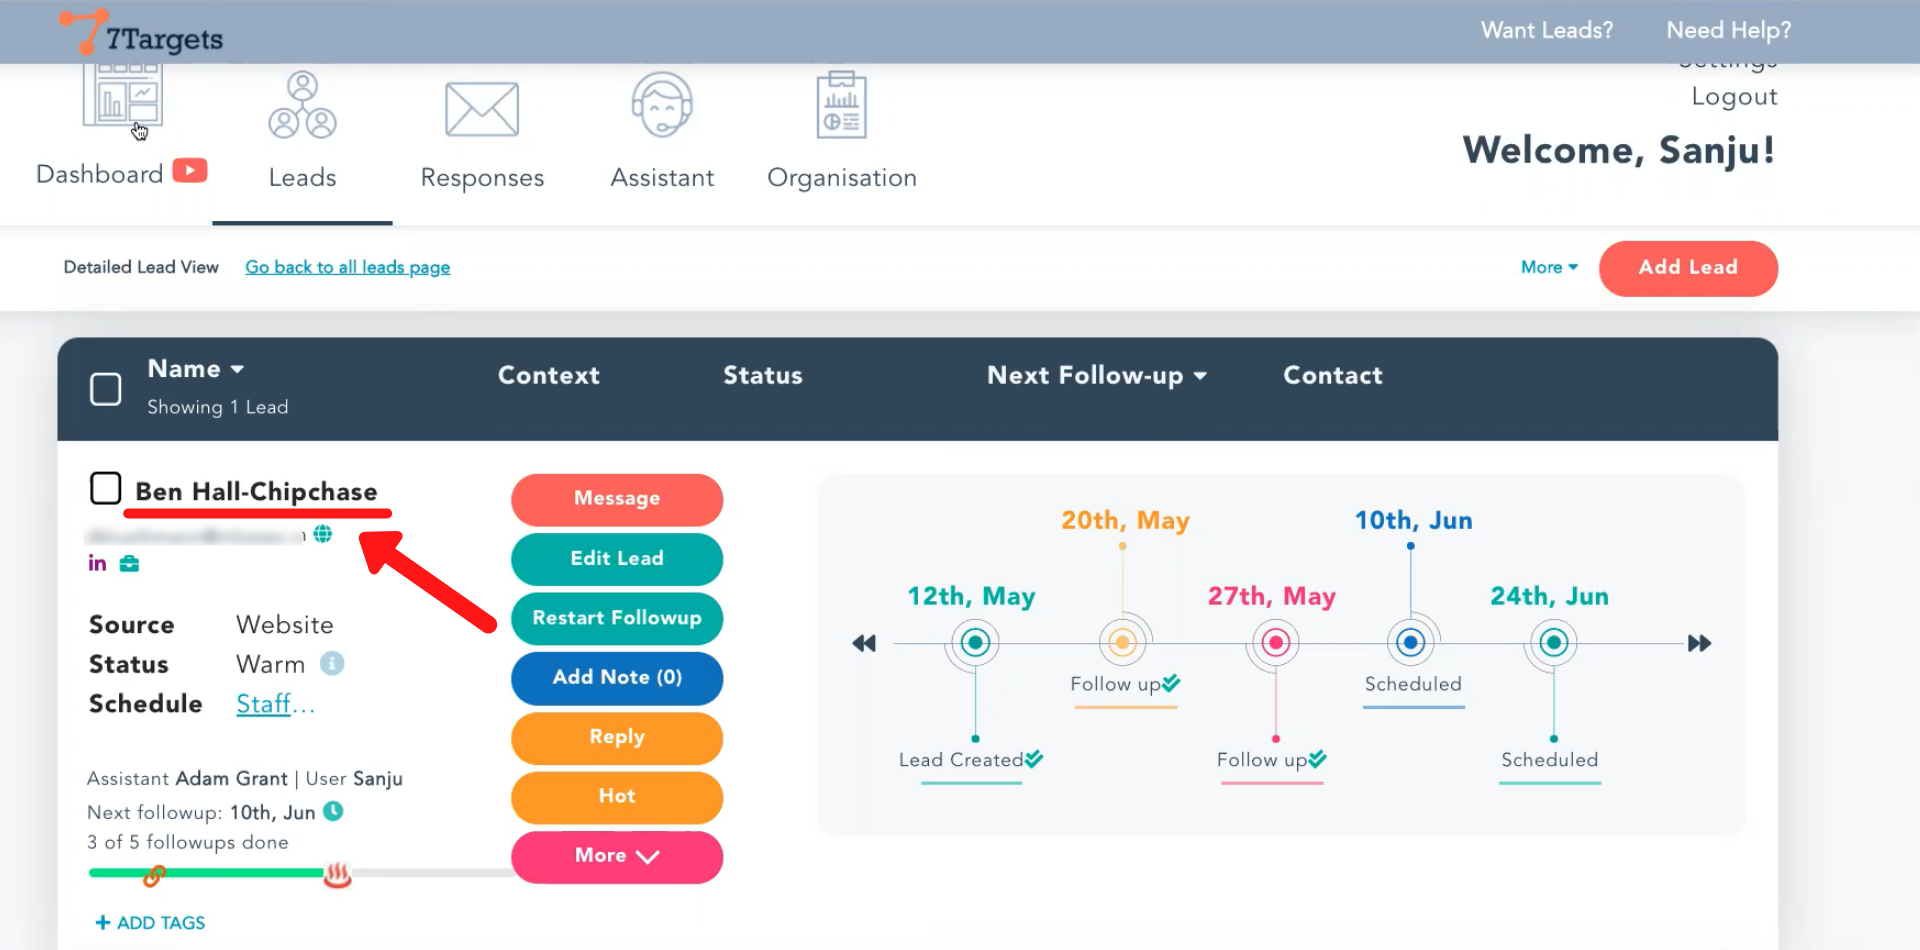 7Targets
Want Leads?
Need Help?
Settings
Logout
Welcome, Sanju!
Dashboard
Leads
Responses
Assistant
Organisation
Detailed Lead View
Go back to all leads page
More
Add Lead
Name
Showing 1 Lead
Context
Status
Next Follow-up
Contact
Ben Hall-Chipchase
in
Source Website
Status Warm
Schedule Staff...
Assistant Adam Grant | User Sanju
Next followup: 10th, Jun
3 of 5 followups done
+ ADD TAGS
Message
Edit Lead
Restart Followup
Add Note (0)
Reply
Hot
More
12th, May
Lead Created
20th, May
Follow up
27th, May
Follow up
10th, Jun
Scheduled
24th, Jun
Scheduled